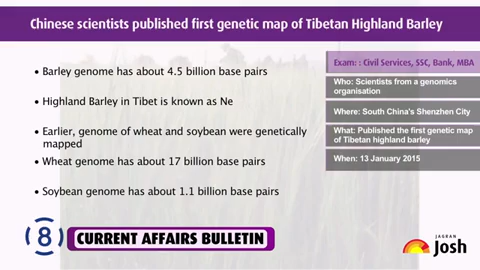 Chinese scientists published first genetic map of Tibetan Highland Barley
• Barley genome has about 4.5 billion base pairs
• Highland Barley in Tibet is known as Ne
• Earlier, genome of wheat and soybean were genetically
mapped
• Wheat genome has about 17 billion base pairs
• Soybean genome has about 1.1 billion base pairs
Exam: : Civil Services, SSC, Bank, MBA
Who: Scientists from a genomics
organisation
Where: South China's Shenzhen City
What: Published the first genetic map
of Tibetan highland barley
When: 13 January 2015
8 CURRENT AFFAIRS BULLETIN
JAGRAN
Josh